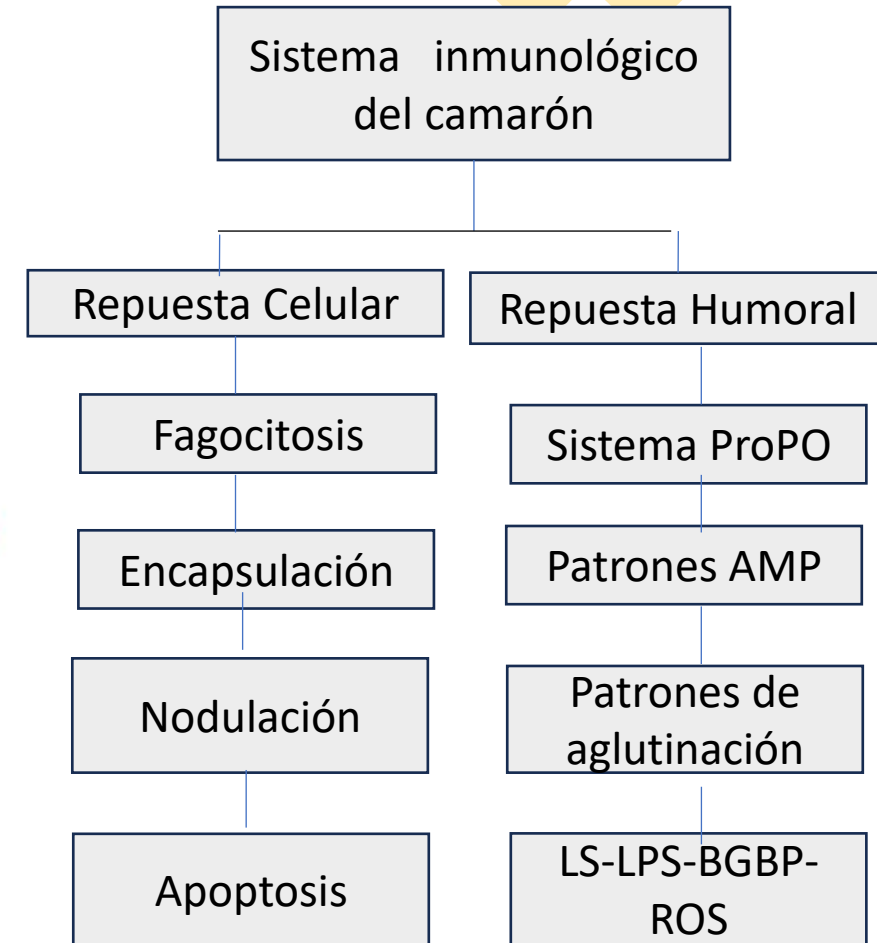 Sistema inmunológico
del camarón
Repuesta Celular
Repuesta Humoral
Fagocitosis
Sistema ProPO
Encapsulación
Patrones AMP
Nodulación
Patrones de
aglutinación
Apoptosis
LS-LPS-BGBP-
ROS